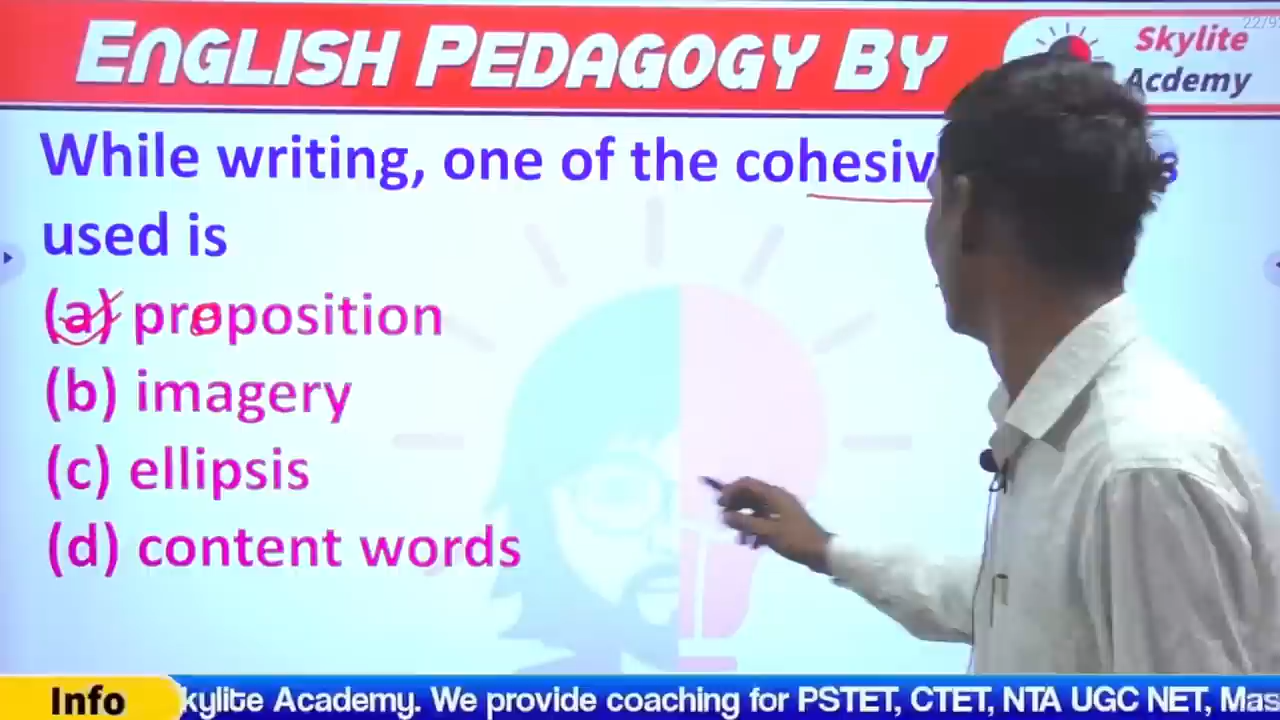 ENGLISH PEDAGOGY BY
Skylite
Acdemy
While writing, one of the cohesiv
used is
(a) preposition
(b) imagery
(c) ellipsis
(d) content words
Info
kylite Academy. We provide coaching for PSTET, CTET, NTA UGC NET, Mas